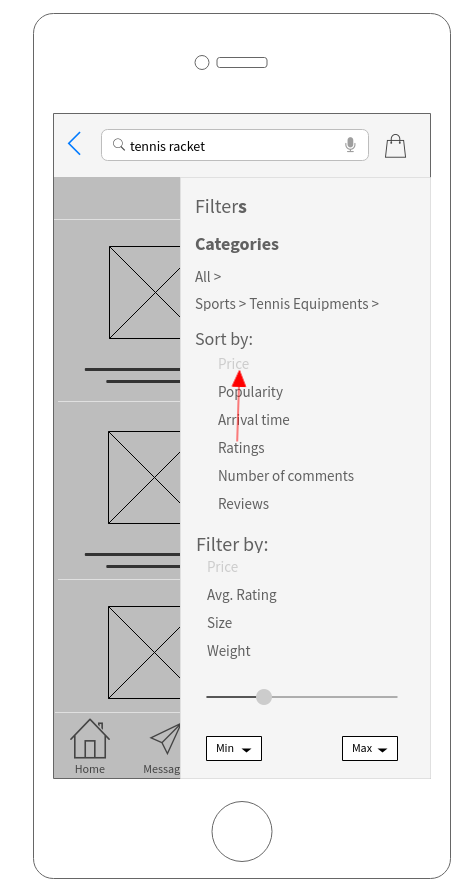 tennis racket
Filters
Categories
All >
Sports > Tennis Equipments >
Sort by:
Price
Popularity
Arrival time
Ratings
Number of comments
Reviews
Filter by:
Price
Avg. Rating
Size
Weight
Min
Max
Home
Messag